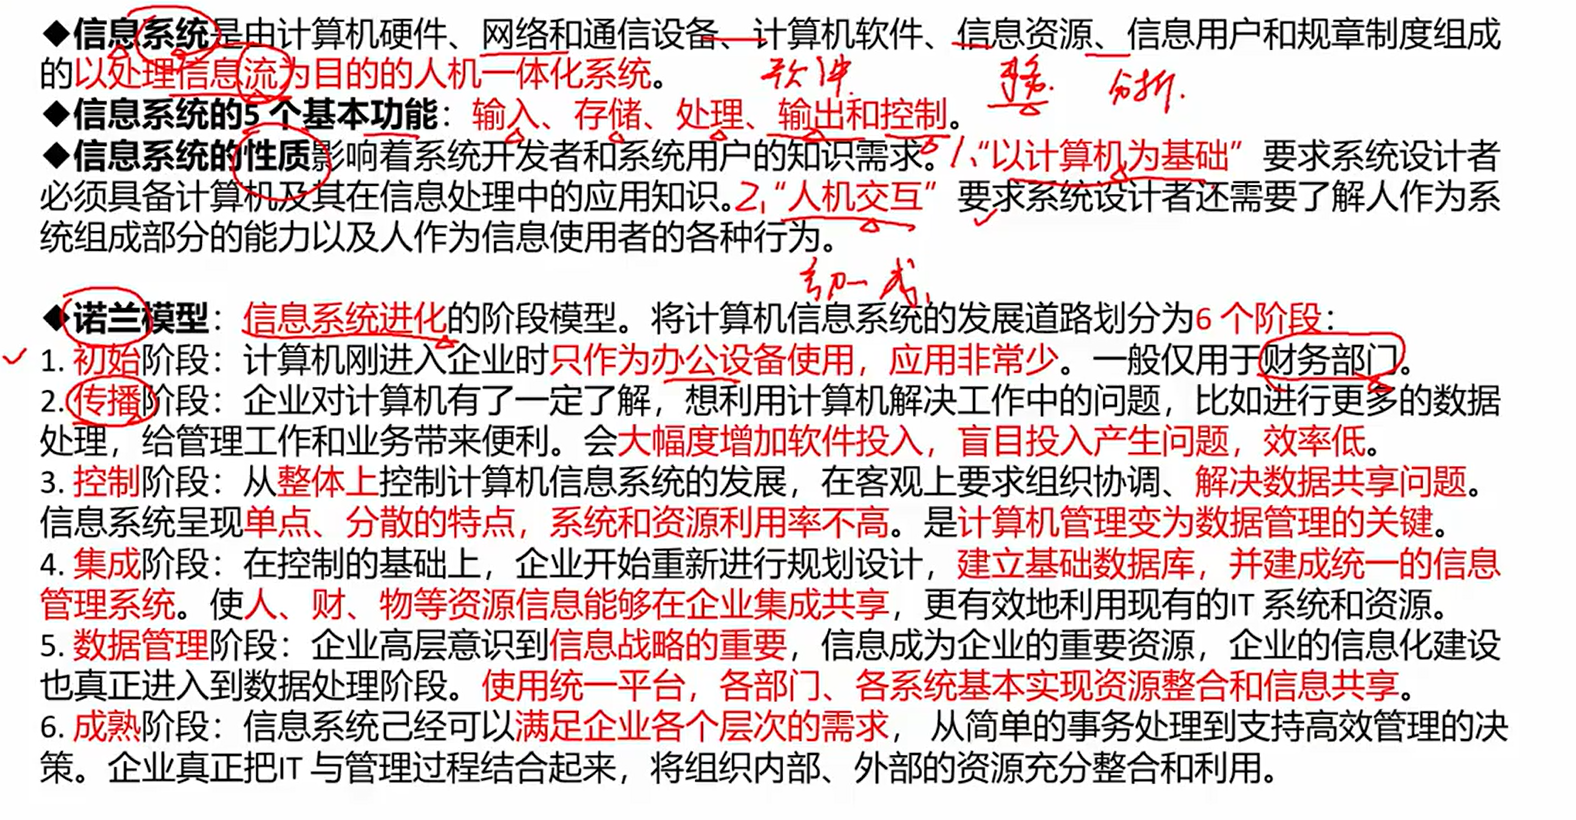 ◆信息系统是由计算机硬件、网络和通信设备、计算机软件、信息资源、信息用户和规章制度组成
的以处理信息流为目的的人机一体化系统。
软件 分析.
◆信息系统的5 个基本功能：输入、存储、处理、输出和控制。
◆信息系统的性质影响着系统开发者和系统用户的知识需求。1、“以计算机为基础” 要求系统设计者
必须具备计算机及其在信息处理中的应用知识。2、“人机交互” 要求系统设计者还需要了解人作为系
统组成部分的能力以及人作为信息使用者的各种行为。
◆诺兰模型：信息系统进化的阶段模型。将计算机信息系统的发展道路划分为6 个阶段：
1. 初始阶段：计算机刚进入企业时只作为办公设备使用，应用非常少。一般仅用于财务部门。
2. 传播阶段：企业对计算机有了一定了解，想利用计算机解决工作中的问题，比如进行更多的数据
处理，给管理工作和业务带来便利。会大幅度增加软件投入，盲目投入产生问题，效率低。
3. 控制阶段：从整体上控制计算机信息系统的发展，在客观上要求组织协调、解决数据共享问题。
信息系统呈现单点、分散的特点，系统和资源利用率不高。是计算机管理变为数据管理的关键。
4. 集成阶段：在控制的基础上，企业开始重新进行规划设计，建立基础数据库，并建成统一的信息
管理系统。使人、财、物等资源信息能够在企业集成共享，更有效地利用现有的IT 系统和资源。
5. 数据管理阶段：企业高层意识到信息战略的重要，信息成为企业的重要资源，企业的信息化建设
也真正进入到数据处理阶段。使用统一平台，各部门、各系统基本实现资源整合和信息共享。
6. 成熟阶段：信息系统己经可以满足企业各个层次的需求， 从简单的事务处理到支持高效管理的决
策。企业真正把IT 与管理过程结合起来，将组织内部、外部的资源充分整合和利用。